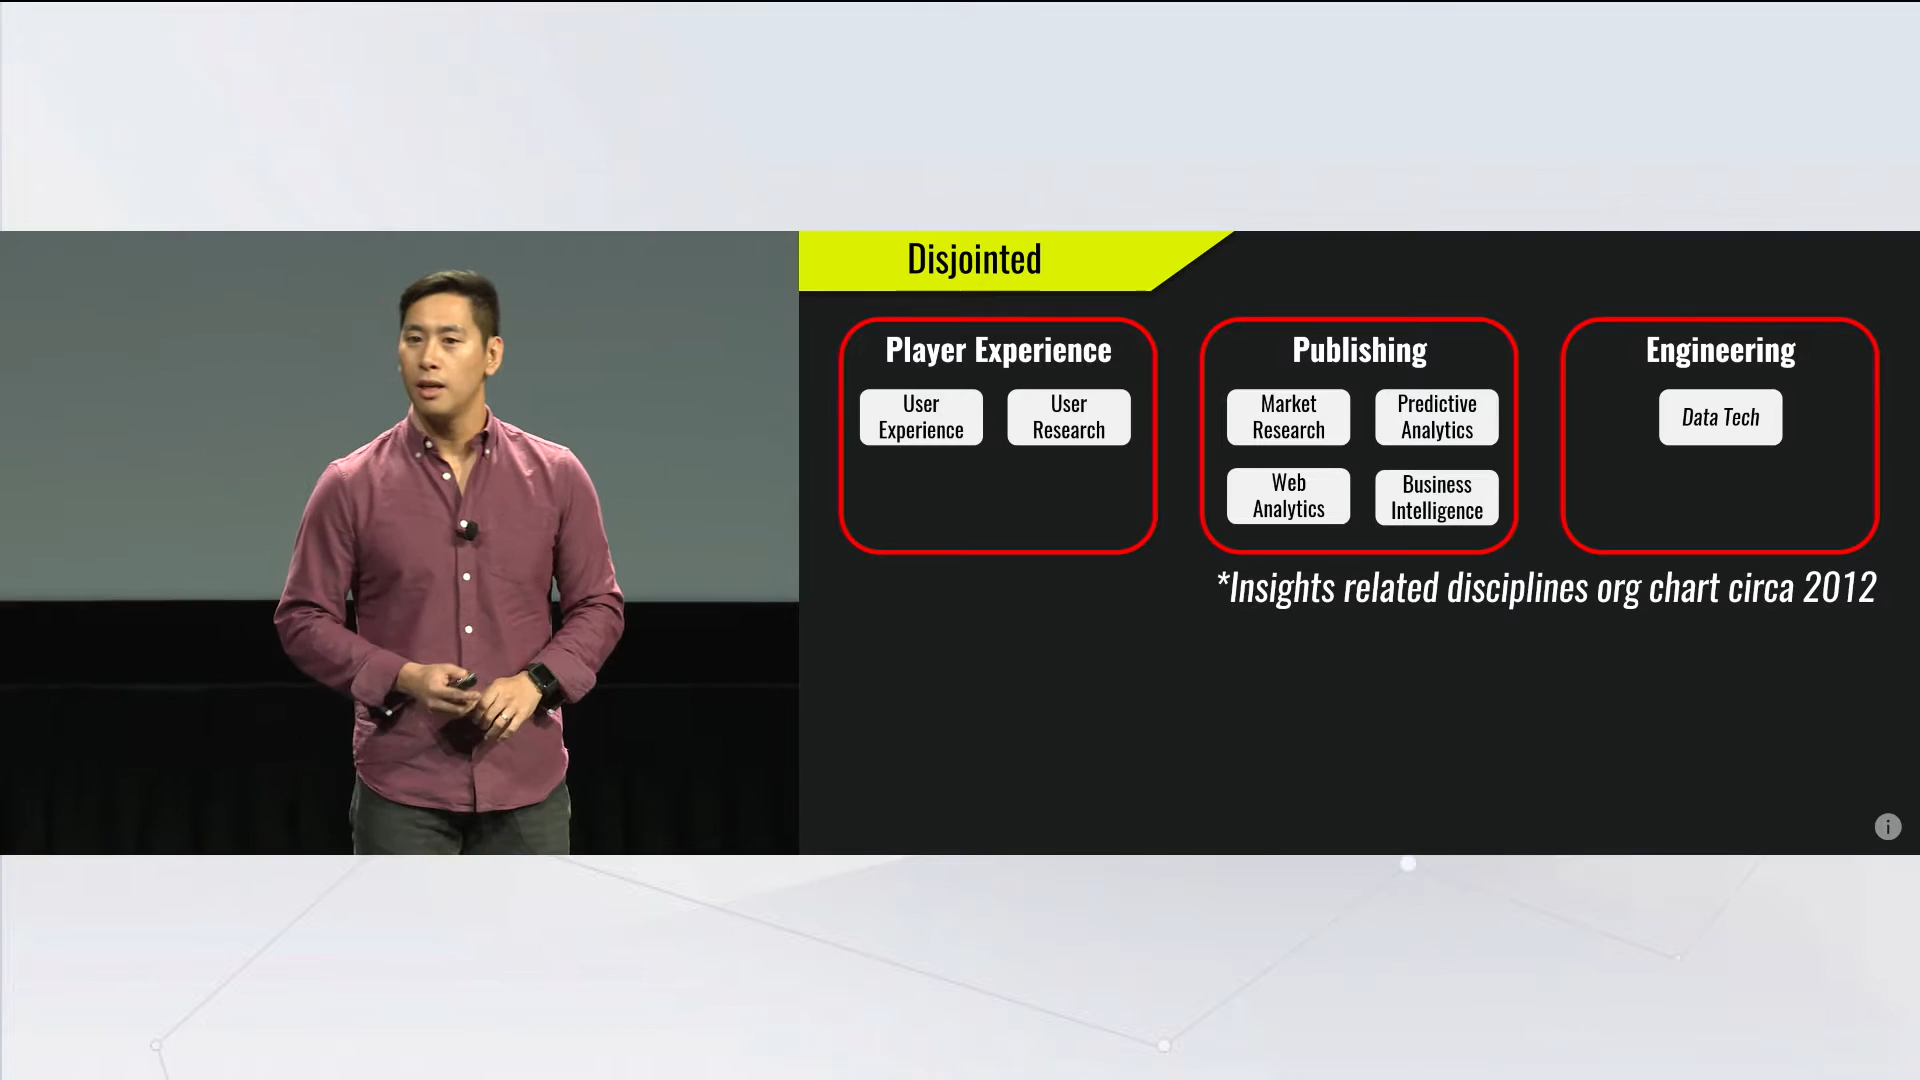 Disjointed
Player Experience
User
Experience
User
Research
Publishing
Market
Research
Predictive
Analytics
Web
Analytics
Business
Intelligence
Engineering
Data Tech
*Insights related disciplines org chart circa 2012